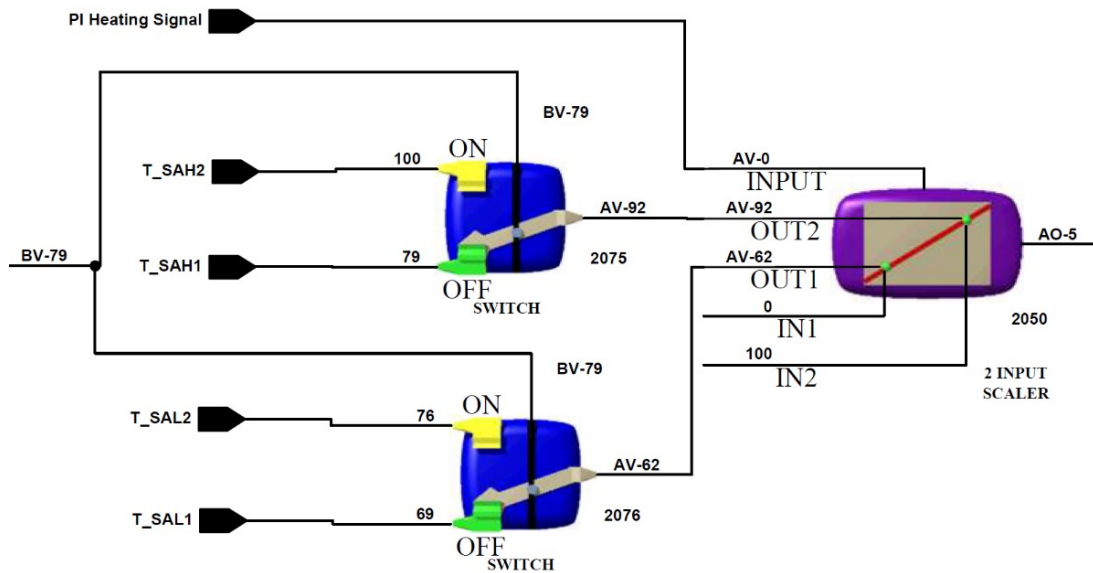 PI Heating Signal
BV-79
T_SAH2
100
ON
AV-0
INPUT
AV-92
AV-92
OUT2
BV-79
T_SAH1
79
OFF
SWITCH
2075
AV-62
OUT1
AO-5
0
IN1
2050
100
IN2
2 INPUT
SCALER
BV-79
T_SAL2
76
ON
AV-62
T_SAL1
69
OFF
SWITCH
2076